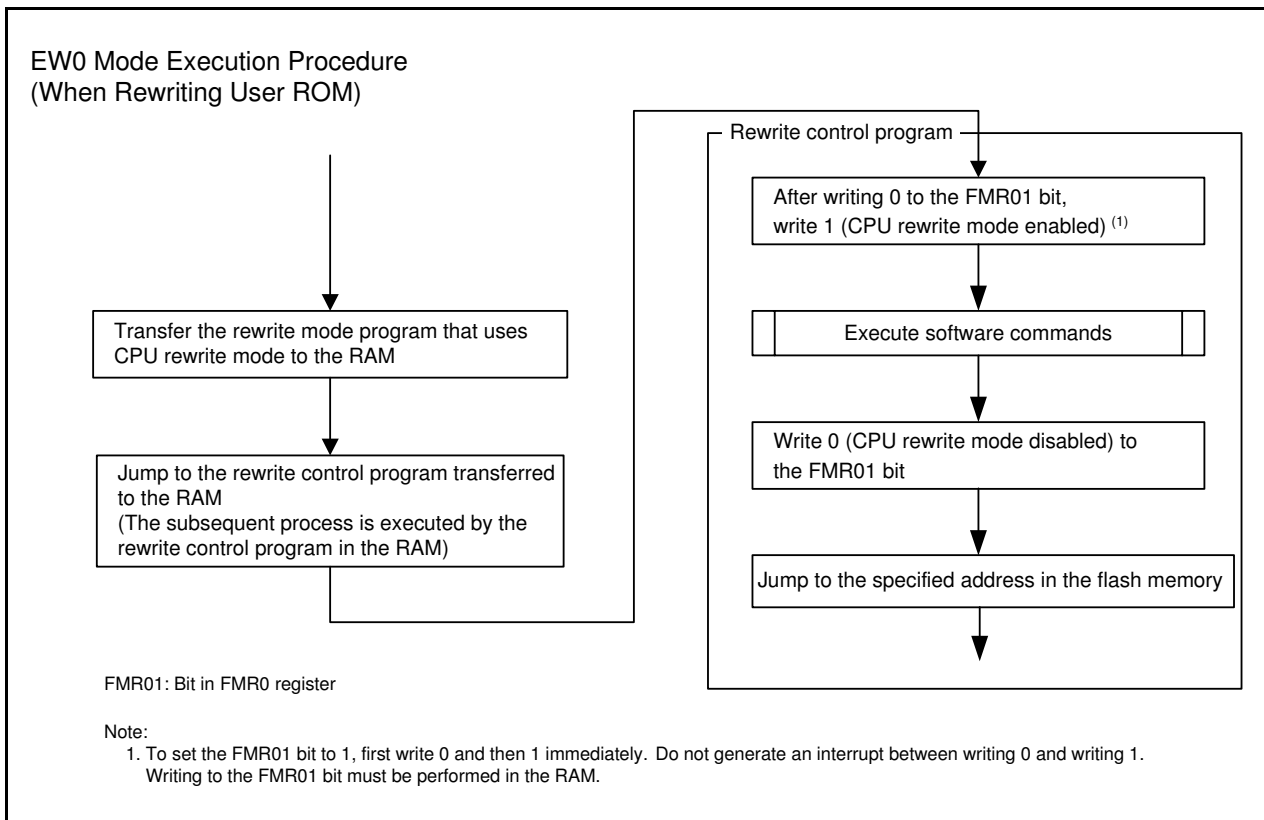 EW0 Mode Execution Procedure
(When Rewriting User ROM)
Transfer the rewrite mode program that uses
CPU rewrite mode to the RAM
Jump to the rewrite control program transferred
to the RAM
(The subsequent process is executed by the
rewrite control program in the RAM)
Rewrite control program
After writing 0 to the FMR01 bit,
write 1 (CPU rewrite mode enabled) (1)
Execute software commands
Write 0 (CPU rewrite mode disabled) to
the FMR01 bit
Jump to the specified address in the flash memory
FMR01: Bit in FMR0 register
Note:
1. To set the FMR01 bit to 1, first write 0 and then 1 immediately. Do not generate an interrupt between writing 0 and writing 1.
Writing to the FMR01 bit must be performed in the RAM.